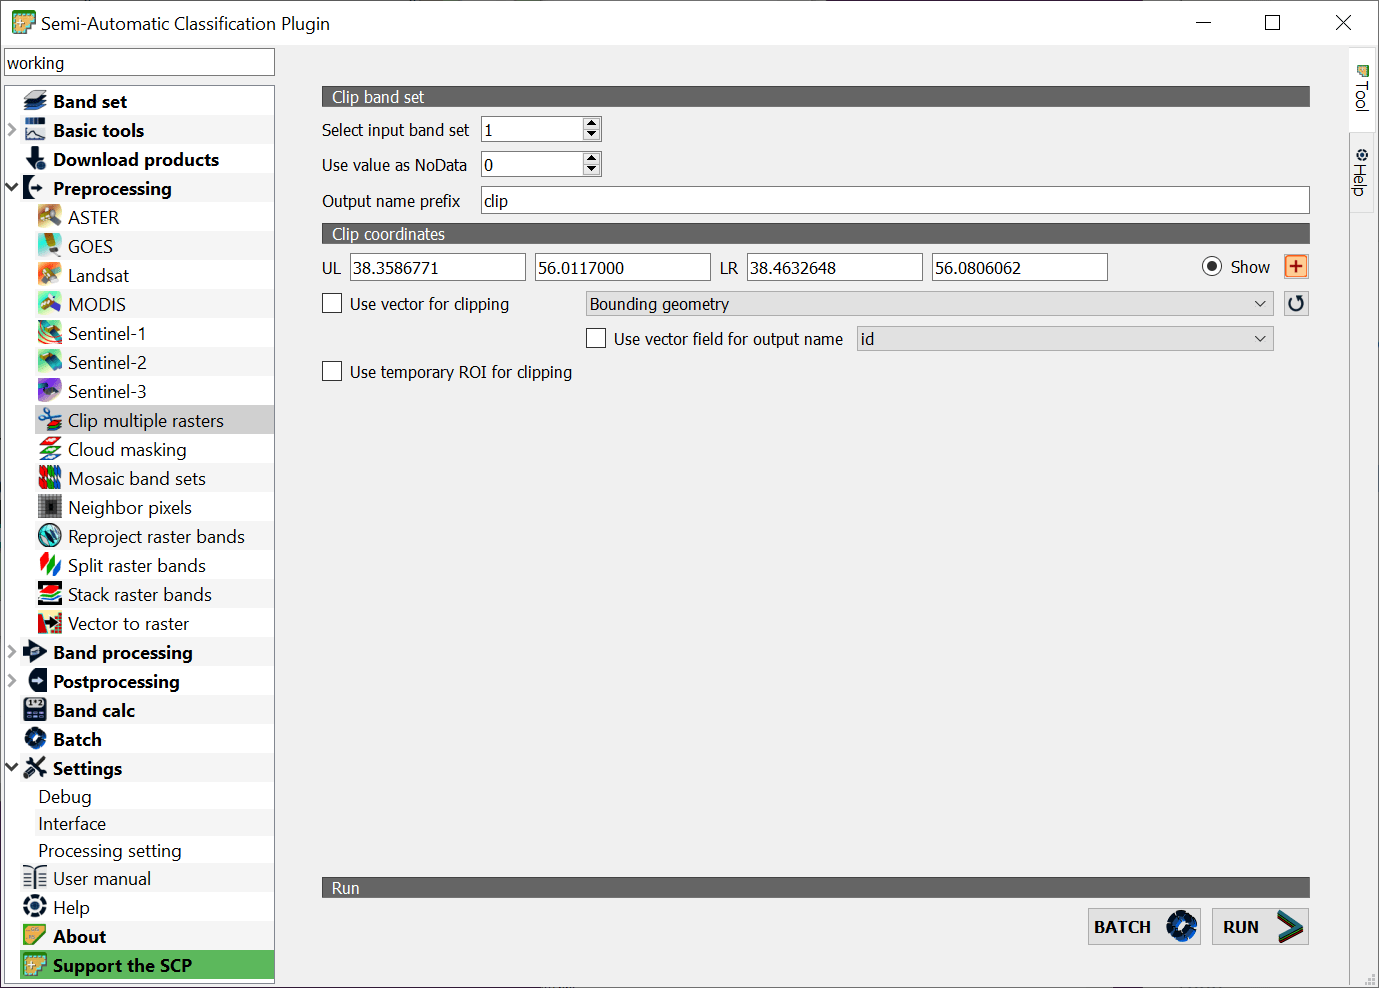 Semi-Automatic Classification Plugin
working
Band set
Basic tools
Download products
Preprocessing
ASTER
GOES
Landsat
MODIS
Sentinel-1
Sentinel-2
Sentinel-3
Clip multiple rasters
Cloud masking
Mosaic band sets
Neighbor pixels
Reproject raster bands
Split raster bands
Stack raster bands
Vector to raster
Band processing
Postprocessing
Band calc
Batch
Settings
Debug
Interface
Processing setting
User manual
Help
About
Support the SCP
Clip band set
Select input band set 1
Use value as NoData 0
Output name prefix clip
Clip coordinates
UL 38.3586771 56.0117000 LR 38.4632648 56.0806062 Show
Use vector for clipping Bounding geometry
Use vector field for output name id
Use temporary ROI for clipping
Run
BATCH RUN
Tool
Help